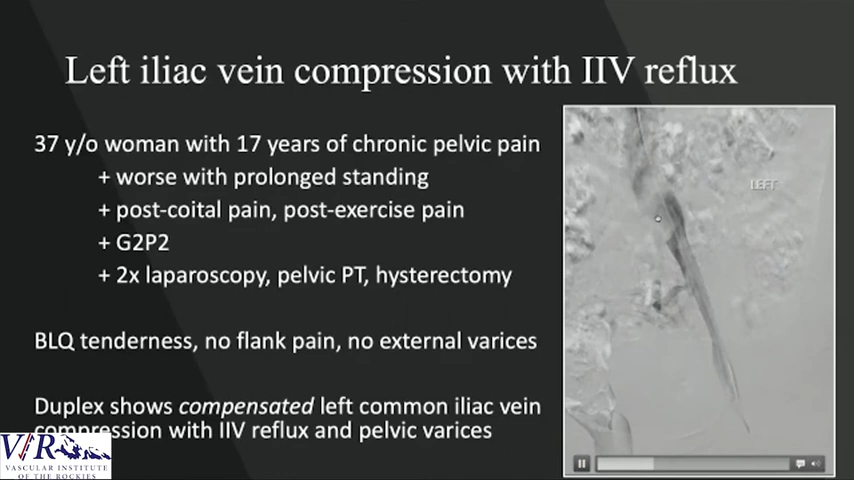 Left iliac vein compression with IIV reflux
37 y/o woman with 17 years of chronic pelvic pain
+ worse with prolonged standing
+ post-coital pain, post-exercise pain
+ G2P2
+ 2x laparoscopy, pelvic PT, hysterectomy
BLQ tenderness, no flank pain, no external varices
Duplex shows compensated left common iliac vein
compression with IIV reflux and pelvic varices
LEFT
VIR
VASCULAR INSTITUTE
OF THE ROCKIES